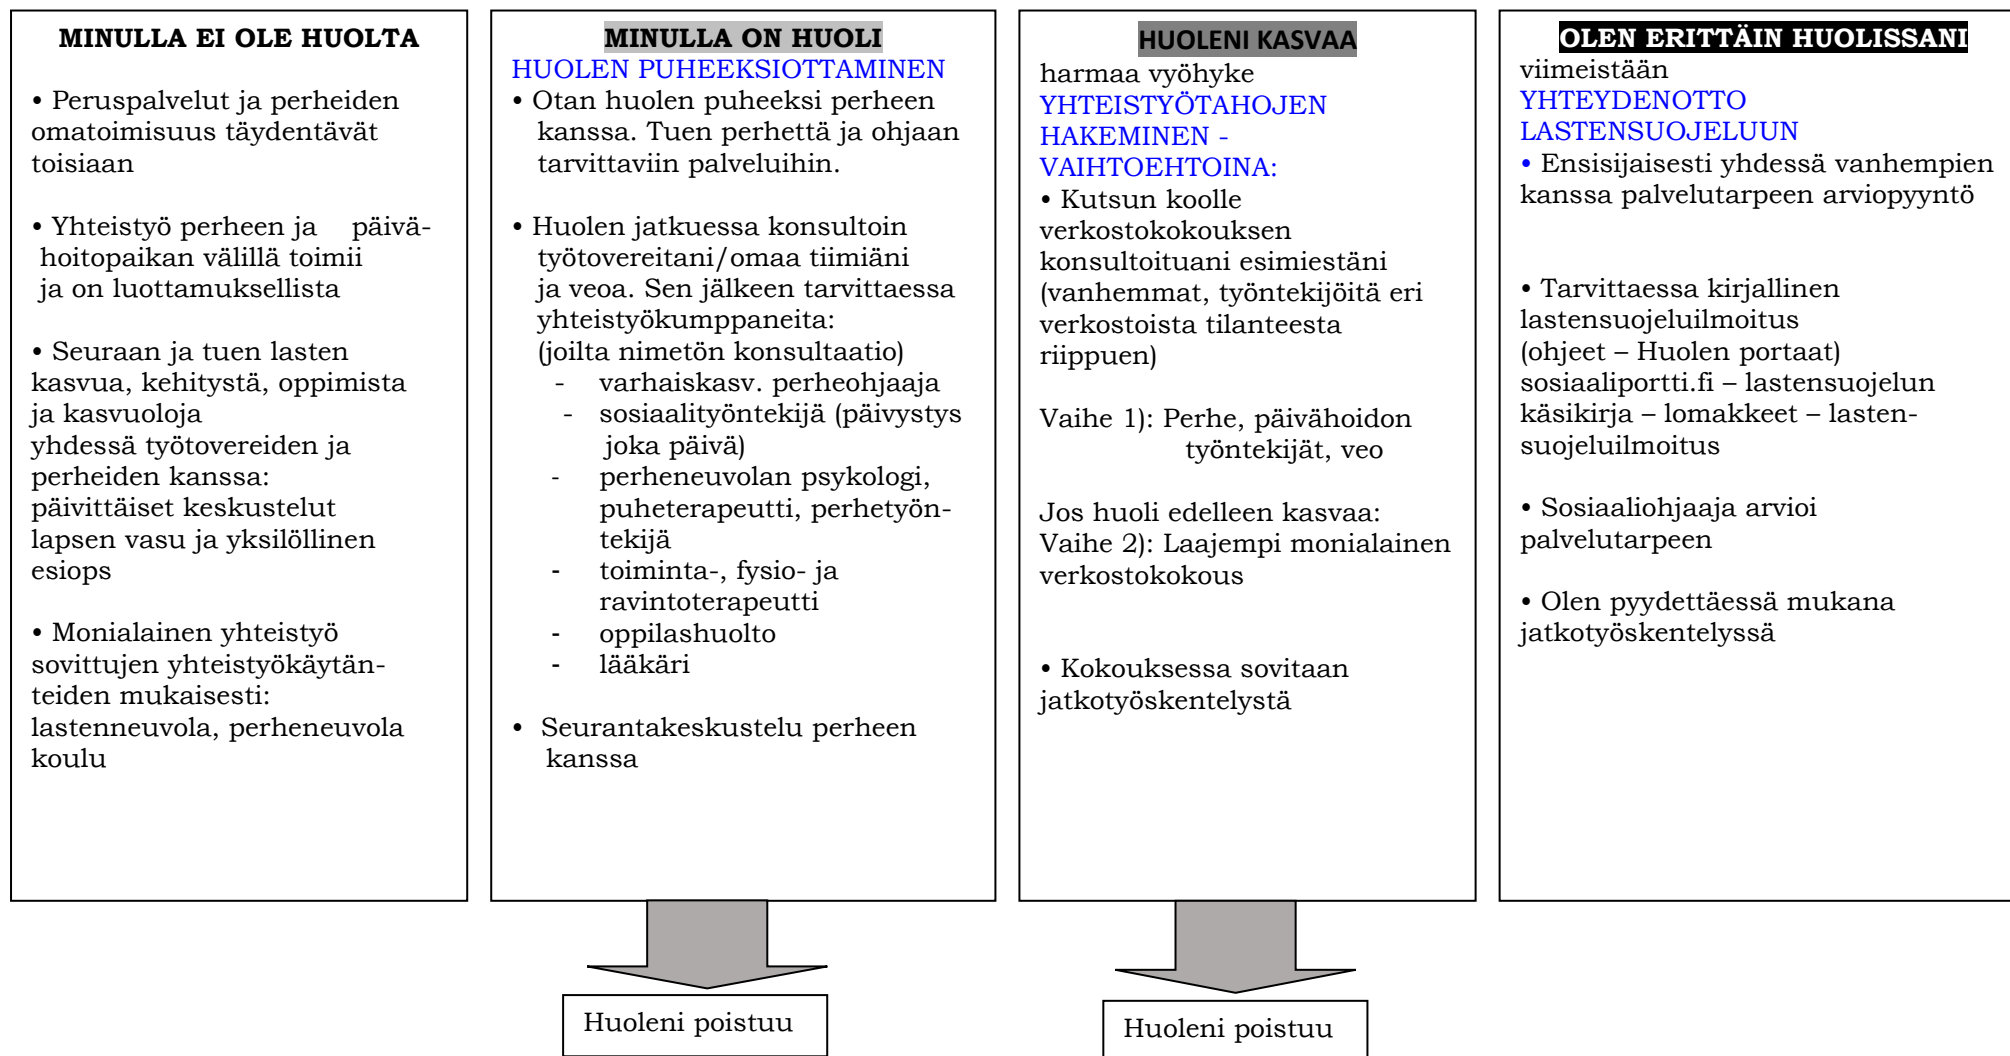 MINULLA EI OLE HUOLTA
• Peruspalvelut ja perheiden
omatoimisuus täydentävät
toisiaan
• Yhteistyö perheen ja päivä-
hoitopaikan välillä toimii
ja on luottamuksellista
• Seuraan ja tuen lasten
kasvua, kehitystä, oppimista
ja kasvuoloja
yhdessä työtovereiden ja
perheiden kanssa:
päivittäiset keskustelut
lapsen vasu ja yksilöllinen
esiops
• Monialainen yhteistyö
sovittujen yhteistyökäytän-
teiden mukaisesti:
lastenneuvola, perheneuvola
koulu
MINULLA ON HUOLI
HUOLEN PUHEEKSIOTTAMINEN
• Otan huolen puheeksi perheen
kanssa. Tuen perhettä ja ohjaan
tarvittaviin palveluihin.
• Huolen jatkuessa konsultoin
työtovereitani/omaa tiimiäni
ja veoa. Sen jälkeen tarvittaessa
yhteistyökumppaneita:
(joilta nimetön konsultaatio)
- varhaiskasv. perheohjaaja
- sosiaalityöntekijä (päivystys
joka päivä)
- perheneuvolan psykologi,
puheterapeutti, perhetyön-
tekijä
- toiminta-, fysio- ja
ravintoterapeutti
- oppilashuolto
- lääkäri
• Seurantakeskustelu perheen
kanssa
HUOLENI KASVAA
harmaa vyöhyke
YHTEISTYÖTAHOJEN
HAKEMINEN -
VAIHTOEHTOINA:
• Kutsun koolle
verkostokokouksen
konsultoituani esimiestäni
(vanhemmat, työntekijöitä eri
verkostoista tilanteesta
riippuen)
Vaihe 1): Perhe, päivähoidon
työntekijät, veo
Jos huoli edelleen kasvaa:
Vaihe 2): Laajempi monialainen
verkostokokous
• Kokouksessa sovitaan
jatkotyöskentelystä
OLEN ERITTÄIN HUOLISSANI
viimeistään
YHTEYDENOTTO
LASTENSUOJELUUN
• Ensisijaisesti yhdessä vanhempien
kanssa palvelutarpeen arviopyyntö
• Tarvittaessa kirjallinen
lastensuojeluilmoitus
(ohjeet – Huolen portaat)
sosiaaliportti.fi – lastensuojelun
käsikirja – lomakkeet – lasten-
suojeluilmoitus
• Sosiaaliohjaaja arvioi
palvelutarpeen
• Olen pyydettäessä mukana
jatkotyöskentelyssä
Huoleni poistuu
Huoleni poistuu